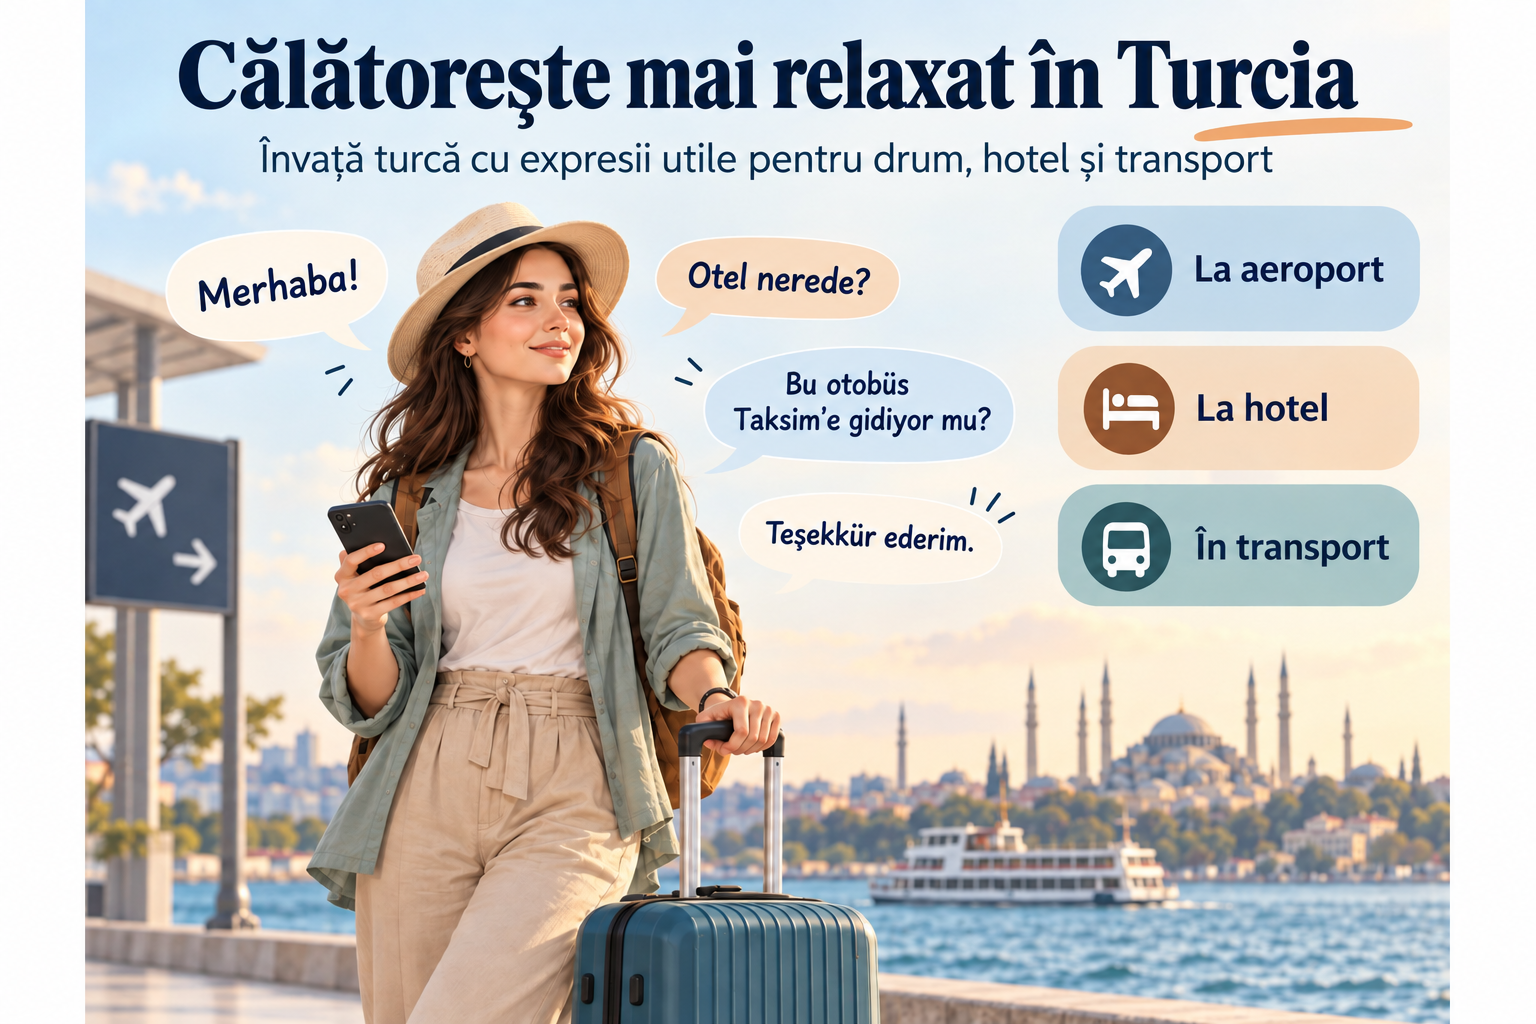 Călătorește mai relaxat în Turcia
Învață turcă cu expresii utile pentru drum, hotel și transport
Merhaba!
Otel nerede?
Bu otobüs
Taksim'e gidiyor mu?
Teşekkür ederim.
La aeroport
La hotel
În transport